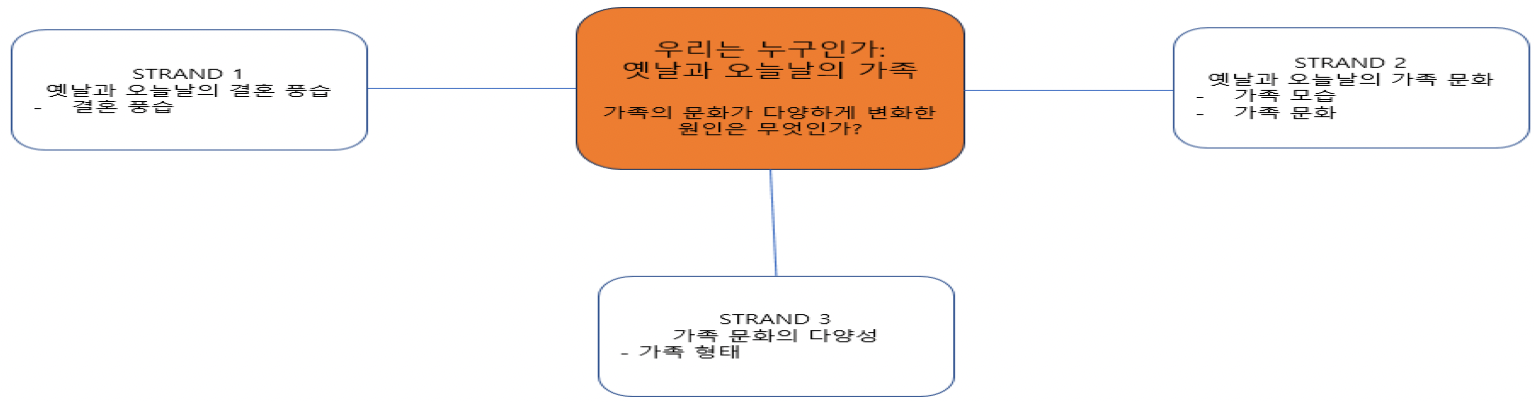 STRAND 1
옛날과 오늘날의 결혼 풍습
- 결혼 풍습
우리는 누구인가:
옛날과 오늘날의 가족
가족의 문화가 다양하게 변화한
원인은 무엇인가?
STRAND 2
옛날과 오늘날의 가족 문화
- 가족 모습
- 가족 문화
STRAND 3
가족 문화의 다양성
- 가족 형태